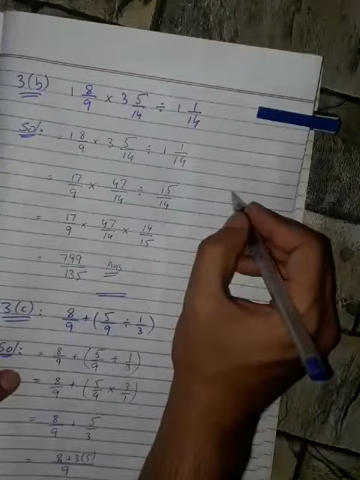 3(b) 1 8/9 × 3 5/14 ÷ 1 1/14
Sol: = 1 8/9 × 3 5/14 ÷ 1 1/14
= 17/9 × 47/14 ÷ 15/14
= 17/9 × 47/14 × 14/15
= 799/135 Ans
3(c): 8/9 + (5/9 ÷ 1/3)
Sol: = 8/9 + (5/9 ÷ 1/3)
= 8/9 + (5/9 × 3/1)
= 8/9 + 5/3
= 8+3(5)/9